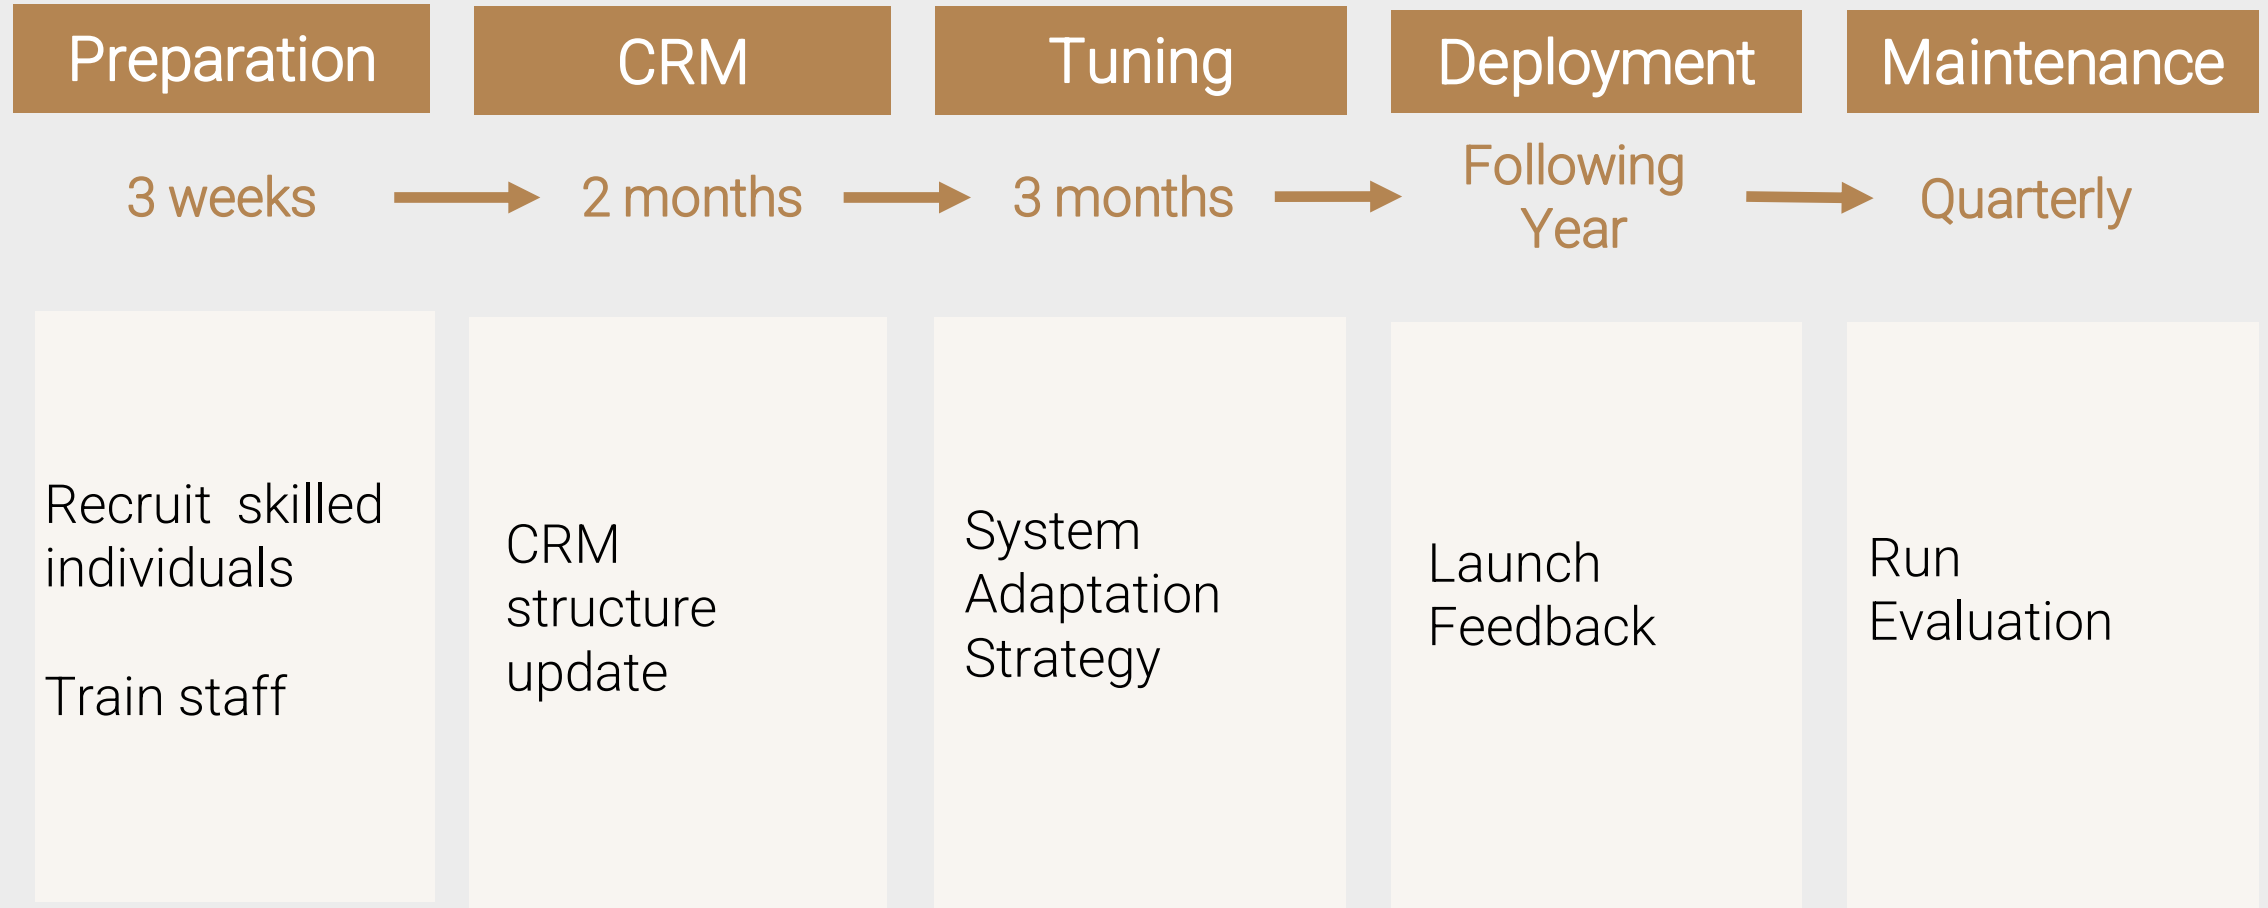 Preparation
CRM
Tuning
Deployment
Maintenance
3 weeks
2 months
3 months
Following
Year
Quarterly
Recruit skilled
individuals
Train staff
CRM
structure
update
System
Adaptation
Strategy
Launch
Feedback
Run
Evaluation